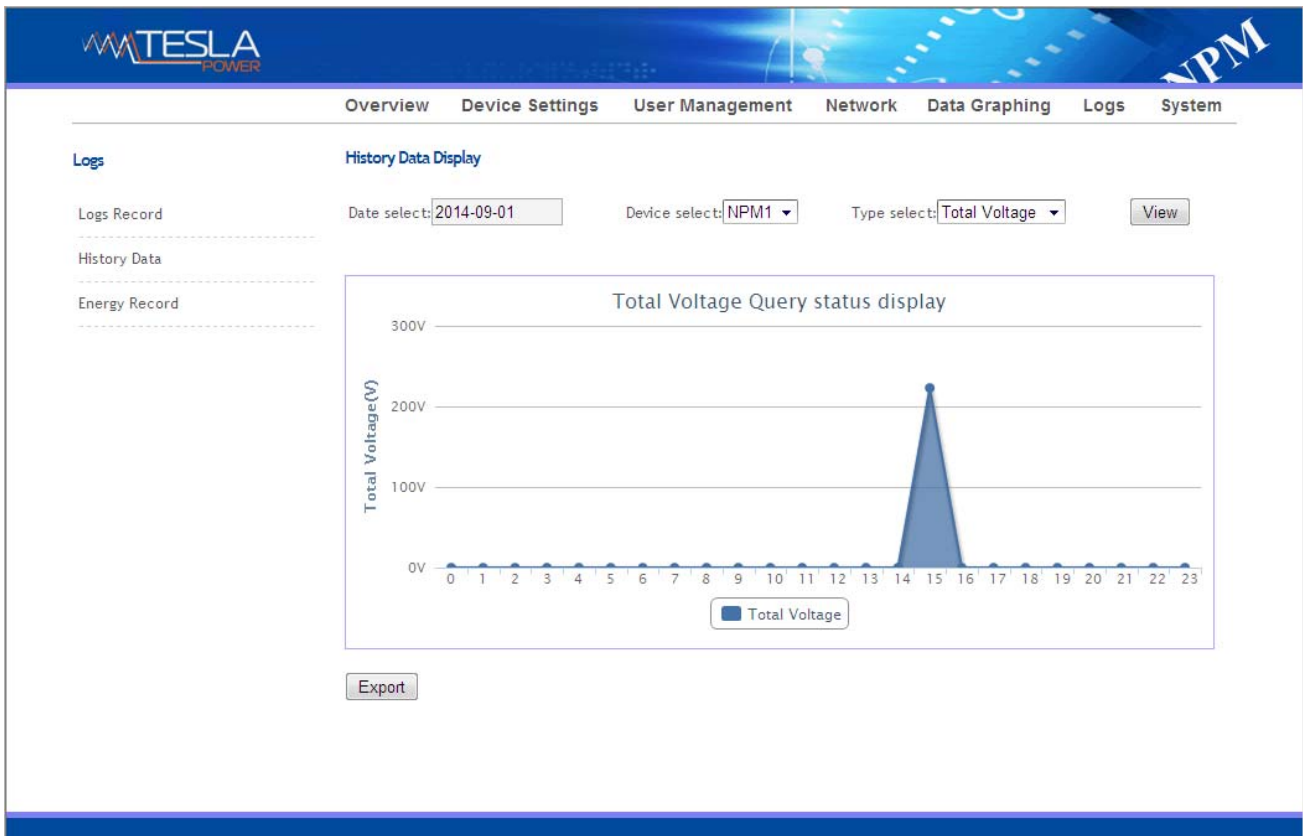 TESLA
POWER
NPM
Overview Device Settings User Management Network Data Graphing Logs System
Logs
History Data Display
Logs Record
Date select: 2014-09-01 Device select: NPM1 Type select: Total Voltage View
History Data
Energy Record
Total Voltage Query status display
300V
200V
100V
0V
Total Voltage(V)
0 1 2 3 4 5 6 7 8 9 10 11 12 13 14 15 16 17 18 19 20 21 22 23
Total Voltage
Export